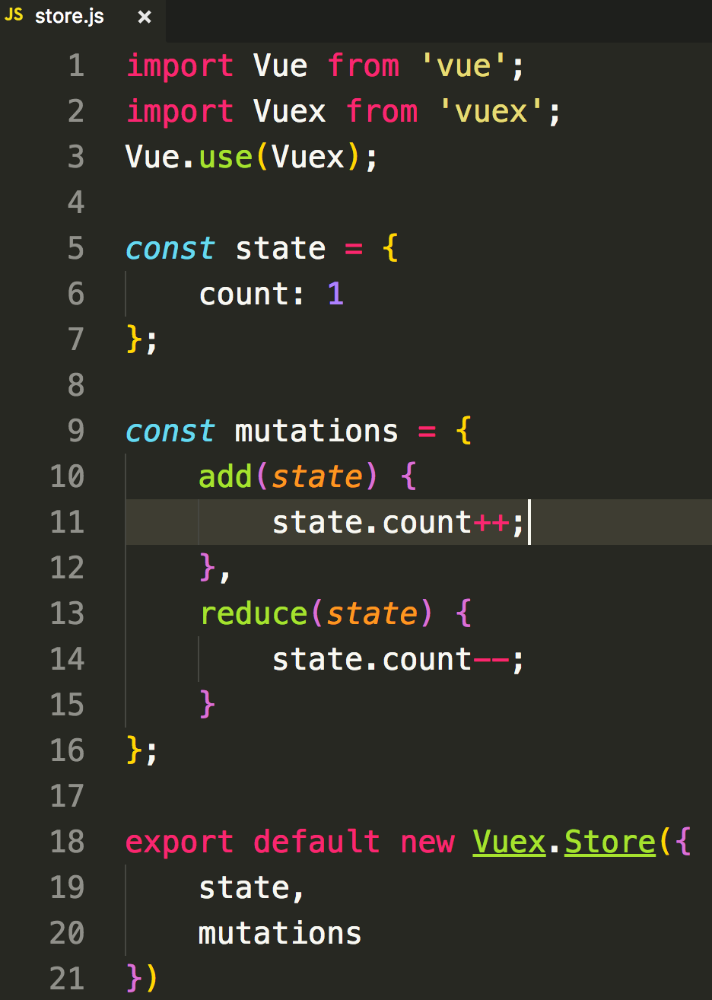 JS store.js ×
1 import Vue from 'vue';
2 import Vuex from 'vuex';
3 Vue.use(Vuex);
4
5 const state = {
6     count: 1
7 };
8
9 const mutations = {
10     add(state) {
11         state.count++;
12     },
13     reduce(state) {
14         state.count--;
15     }
16 };
17
18 export default new Vuex.Store({
19     state,
20     mutations
21 })